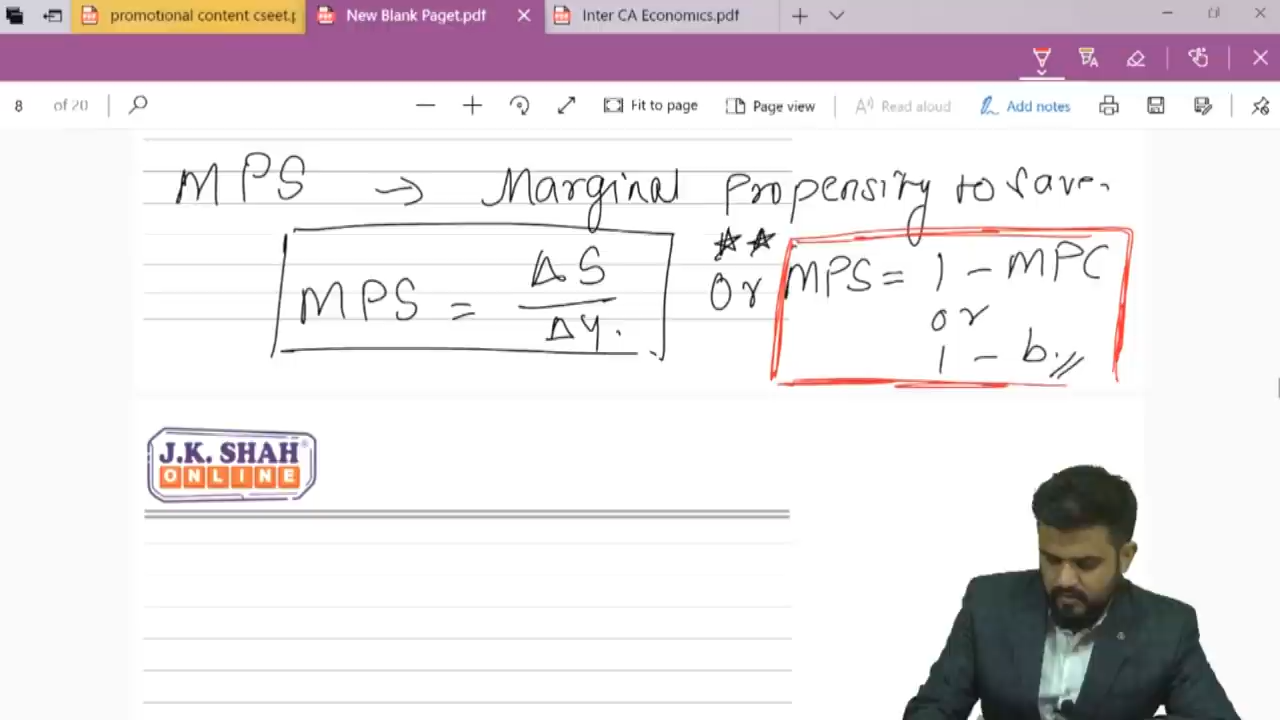 promotional content cseet.p
New Blank Paget.pdf
Inter CA Economics.pdf
8 of 20
Fit to page
Page view
Read aloud
Add notes
MPS → Marginal Propensity to Save.
MPS = ΔS / ΔY.
Or
MPS = 1 - MPC
or
1 - b.
J.K. SHAH
ONLINE